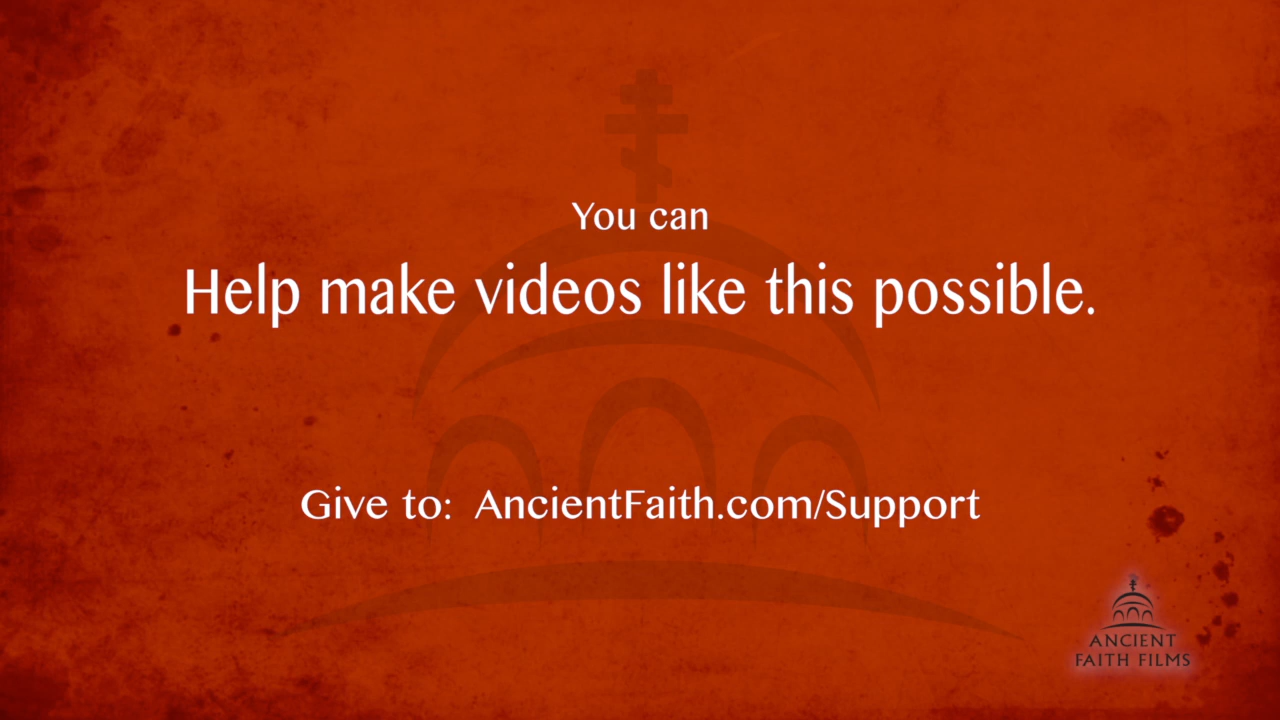 You can
Help make videos like this possible.
Give to: AncientFaith.com/Support
ANCIENT
FAITH FILMS